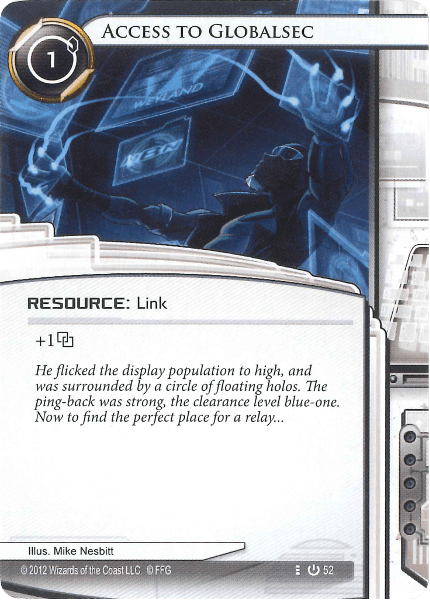 ACCESS TO GLOBALSEC
1
WEYLAND
RESOURCE: Link
+1
He flicked the display population to high, and
was surrounded by a circle of floating holos. The
ping-back was strong, the clearance level blue-one.
Now to find the perfect place for a relay...
Illus. Mike Nesbitt
© 2012 Wizards of the Coast LLC. © FFG
52